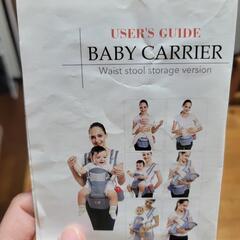 USER'S GUIDE
BABY CARRIER
Waist stool storage version